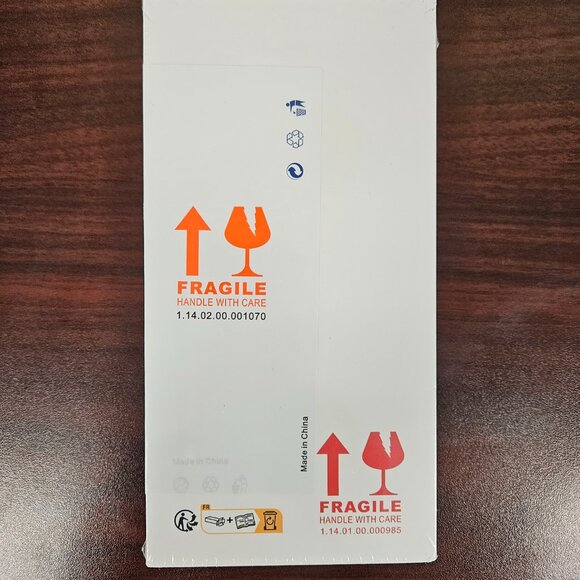 FRAGILE
HANDLE WITH CARE
1.14.02.00.001070
Made in China
Made in China
FRAGILE
HANDLE WITH CARE
1.14.01.00.000985
FR
+